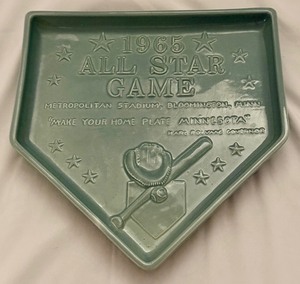 1965
ALL STAR
GAME
METROPOLITAN STADIUM, BLOOMINGTON, MINN.
"MAKE YOUR HOME PLATE MINNESOTA"
KARL ROLVAAG GOVERNOR